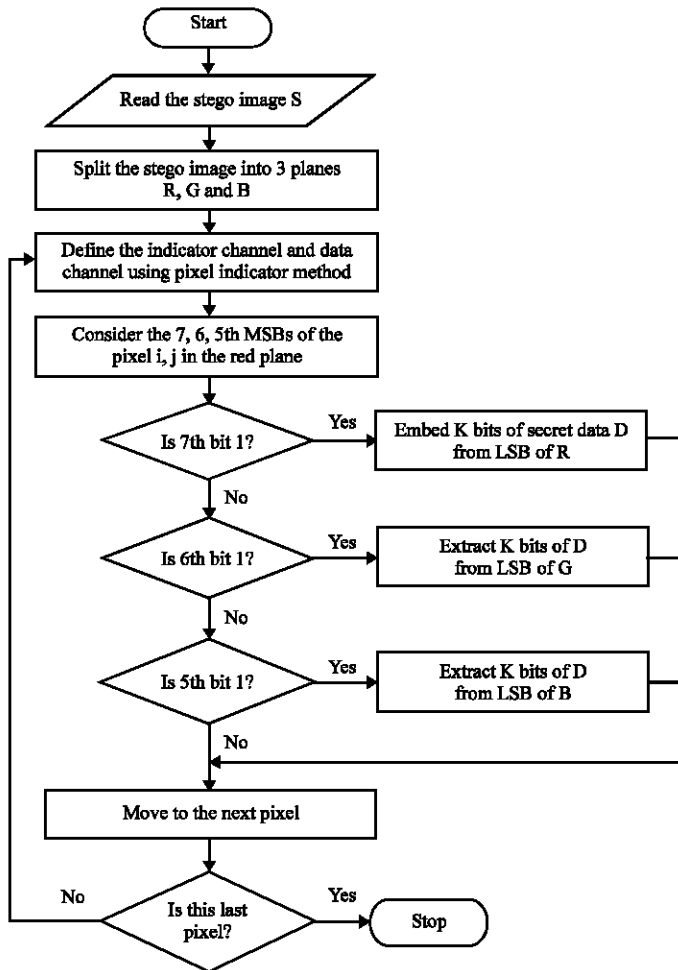 Start
Read the stego image S
Split the stego image into 3 planes
R, G and B
Define the indicator channel and data
channel using pixel indicator method
Consider the 7, 6, 5th MSBs of the
pixel i, j in the red plane
Is 7th bit 1?
Yes
Embed K bits of secret data D
from LSB of R
No
Is 6th bit 1?
Yes
Extract K bits of D
from LSB of G
No
Is 5th bit 1?
Yes
Extract K bits of D
from LSB of B
No
Move to the next pixel
No
Is this last
pixel?
Yes
Stop